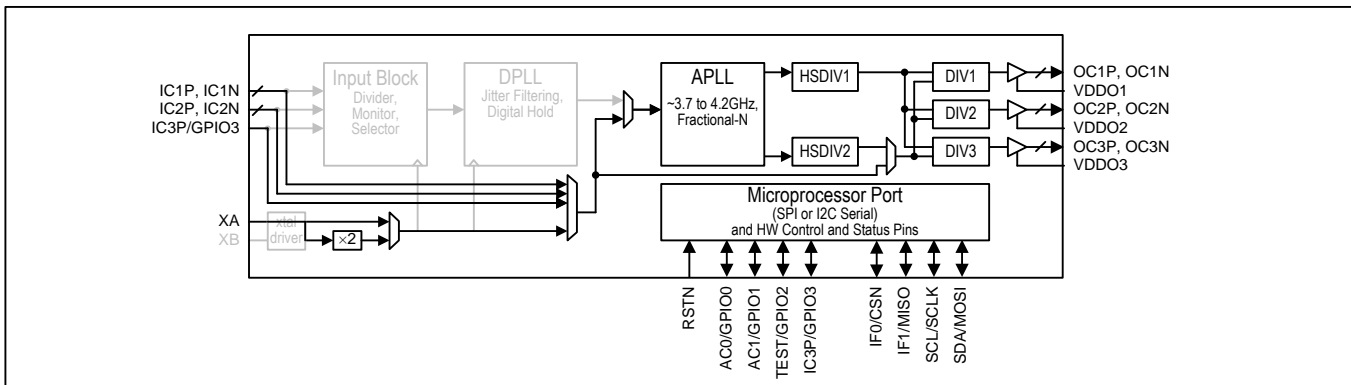 IC1P, IC1N
IC2P, IC2N
IC3P/GPIO3
XA
XB
Input Block
Divider,
Monitor,
Selector
DPLL
Jitter Filtering,
Digital Hold
xtal
driver
×2
APLL
~3.7 to 4.2GHz,
Fractional-N
HSDIV1
HSDIV2
DIV1
DIV2
DIV3
OC1P, OC1N
VDDO1
OC2P, OC2N
VDDO2
OC3P, OC3N
VDDO3
Microprocessor Port
(SPI or I2C Serial)
and HW Control and Status Pins
RSTN
AC0/GPIO0
AC1/GPIO1
TEST/GPIO2
IC3P/GPIO3
IF0/CSN
IF1/MISO
SCL/SCLK
SDA/MOSI